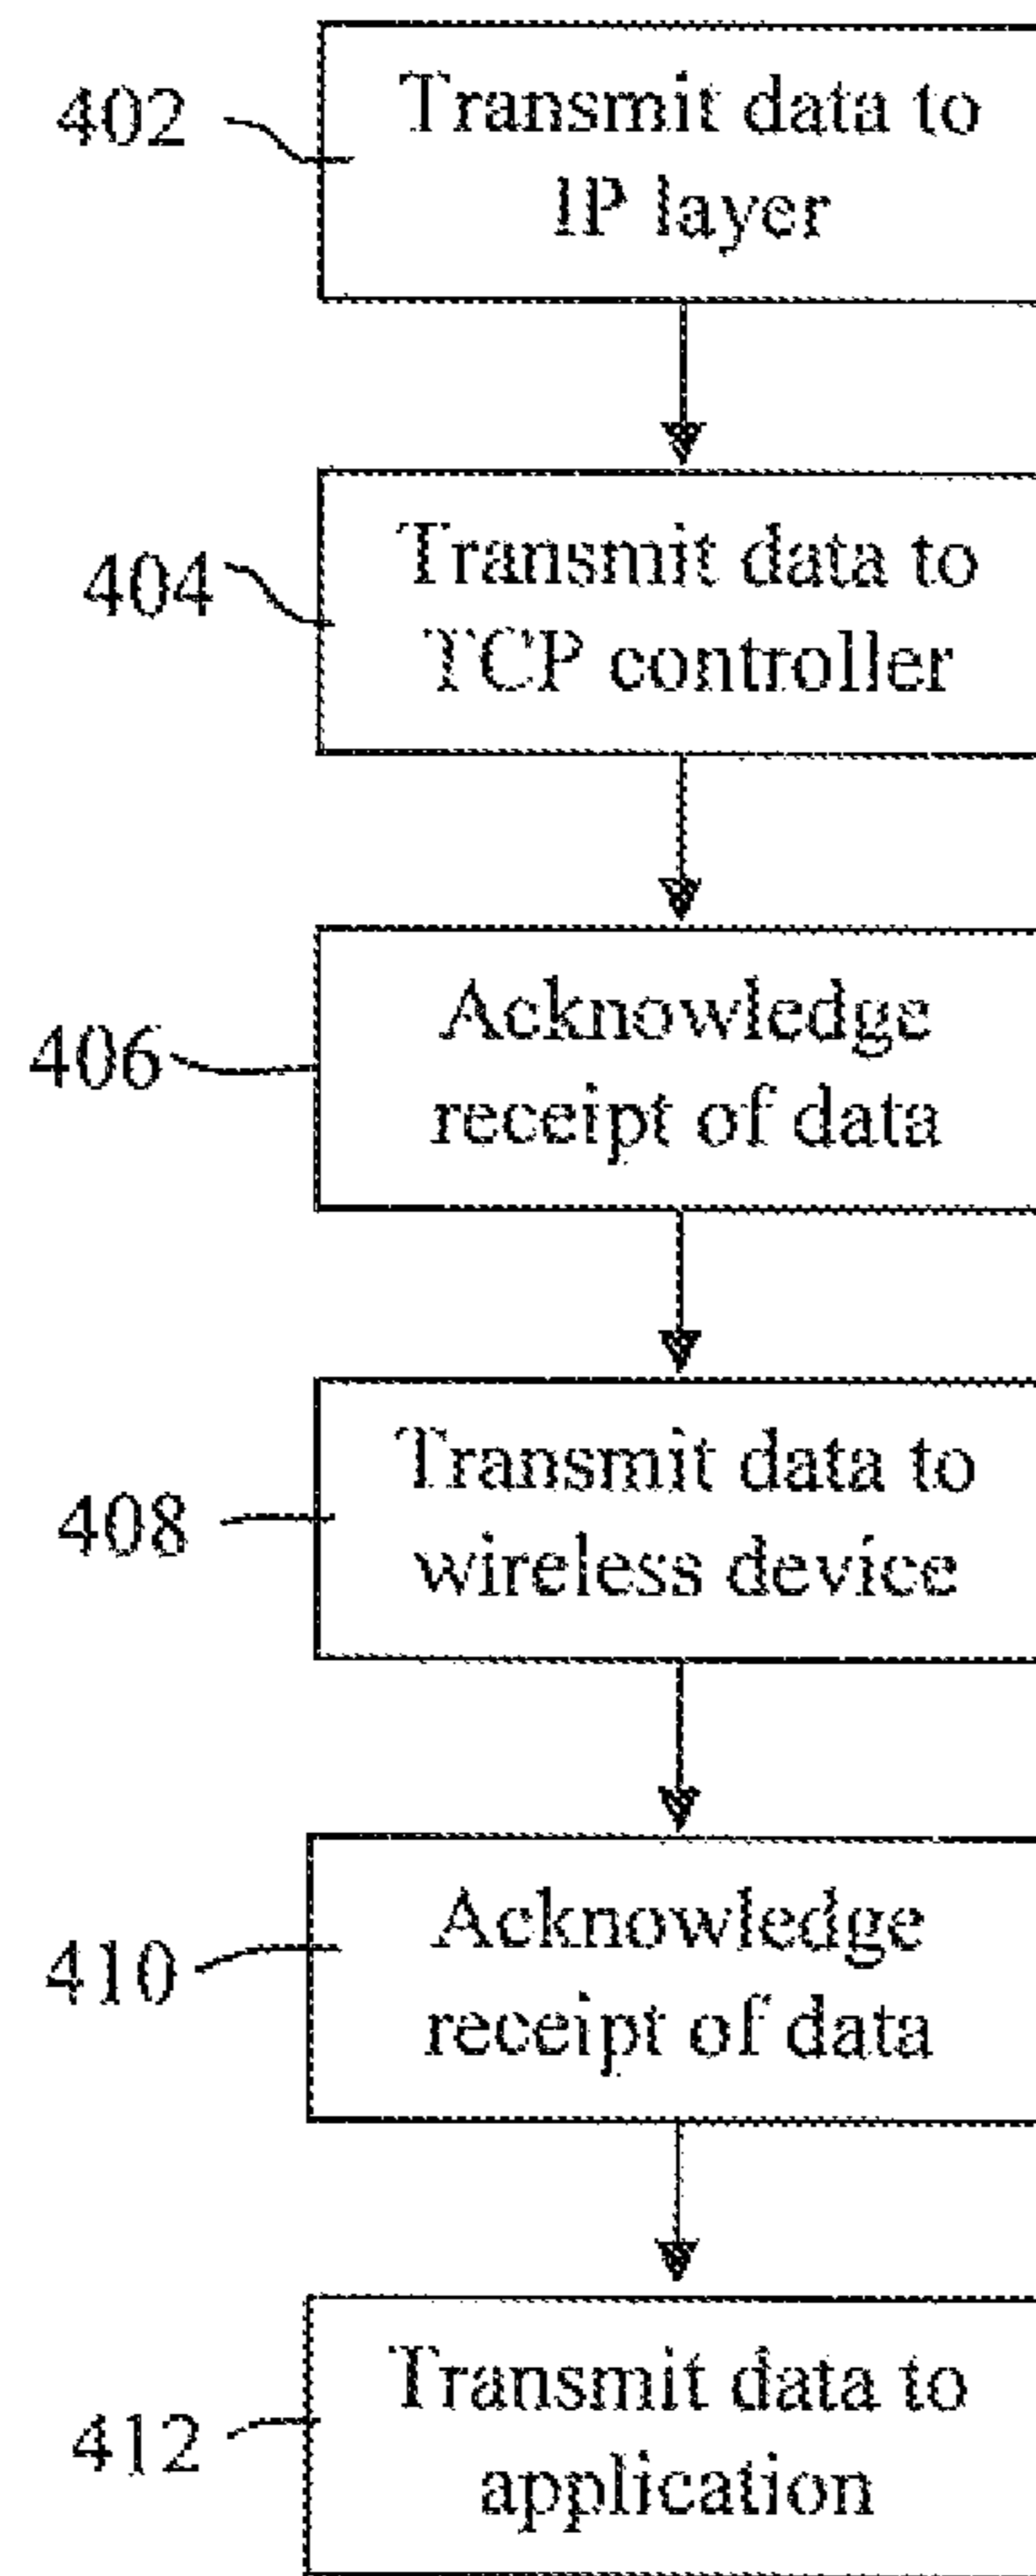 402
Transmit data to
IP layer
404
Transmit data to
TCP controller
406
Acknowledge
receipt of data
408
Transmit data to
wireless device
410
Acknowledge
receipt of data
412
Transmit data to
application